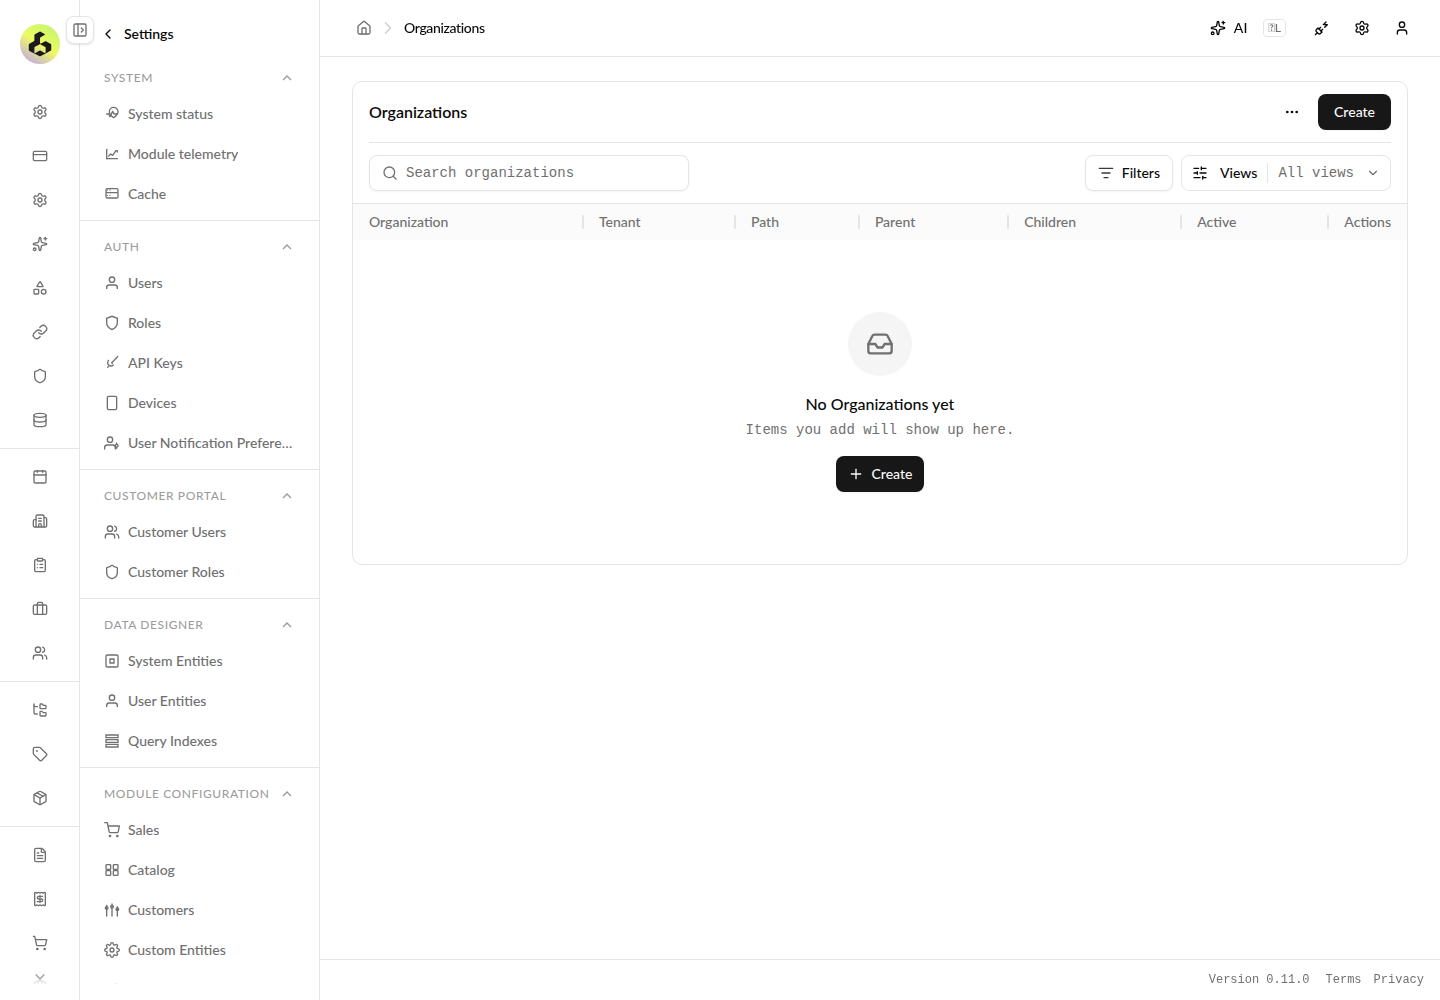 Settings
SYSTEM
System status
Module telemetry
Cache
AUTH
Users
Roles
API Keys
Devices
User Notification Prefere...
CUSTOMER PORTAL
Customer Users
Customer Roles
DATA DESIGNER
System Entities
User Entities
Query Indexes
MODULE CONFIGURATION
Sales
Catalog
Customers
Custom Entities
Organizations
AI
L
Organizations
Create
Search organizations
Filters
Views
All views
Organization
Tenant
Path
Parent
Children
Active
Actions
No Organizations yet
Items you add will show up here.
Create
Version 0.11.0
Terms
Privacy